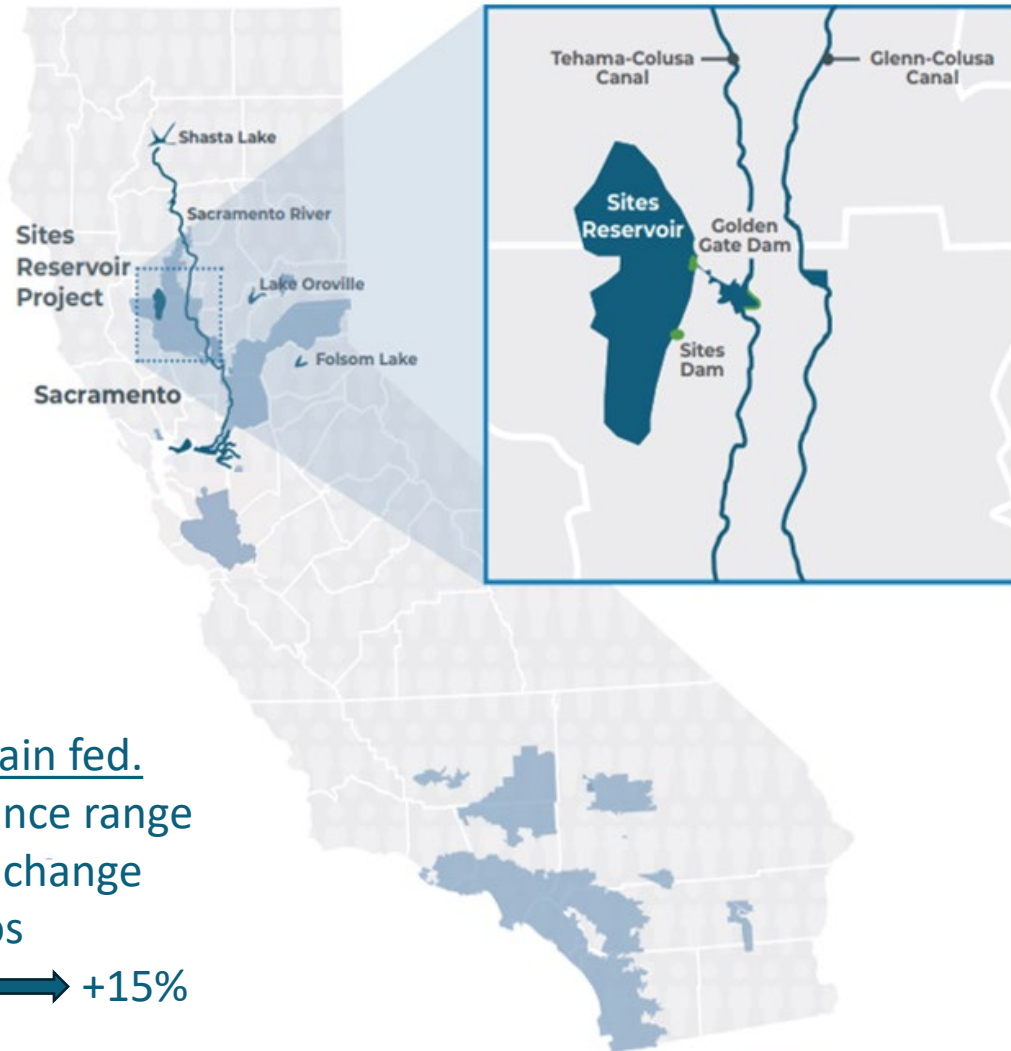 Tehama-Colusa
Canal
Glenn-Colusa
Canal
Shasta Lake
Sites
Reservoir
Golden
Gate Dam
Sacramento River
Sites
Reservoir
Project
Lake Oroville
Sites
Dam
Folsom Lake
Sacramento
ain fed.
nce range
change
os
+15%